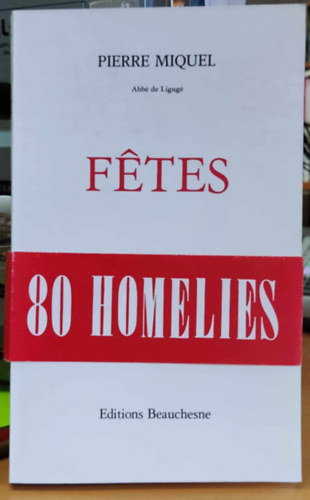 PIERRE MIQUEL
Abbé de Ligugé
FÊTES
80 HOMELIES
Editions Beauchesne